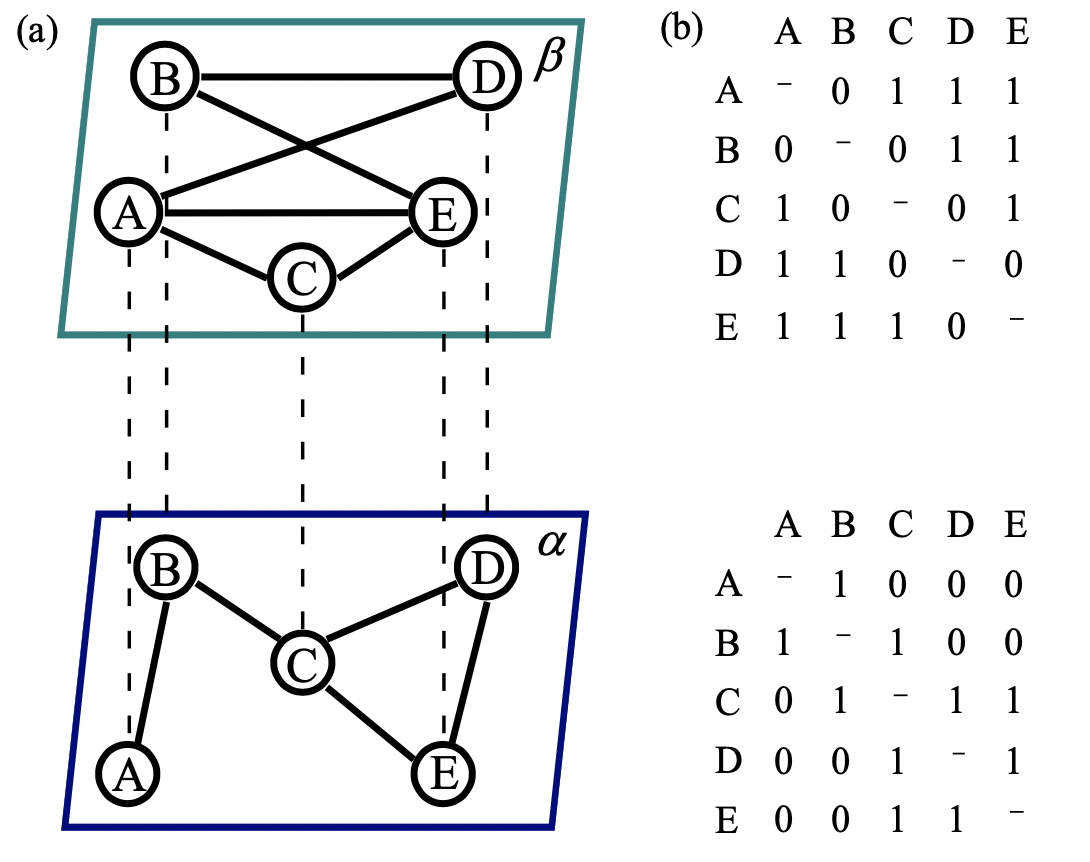 (a)
β
B D
A E
C
α
B D
C
A E
(b)
A B C D E
A - 0 1 1 1
B 0 - 0 1 1
C 1 0 - 0 1
D 1 1 0 - 0
E 1 1 1 0 -
A B C D E
A - 1 0 0 0
B 1 - 1 0 0
C 0 1 - 1 1
D 0 0 1 - 1
E 0 0 1 1 -